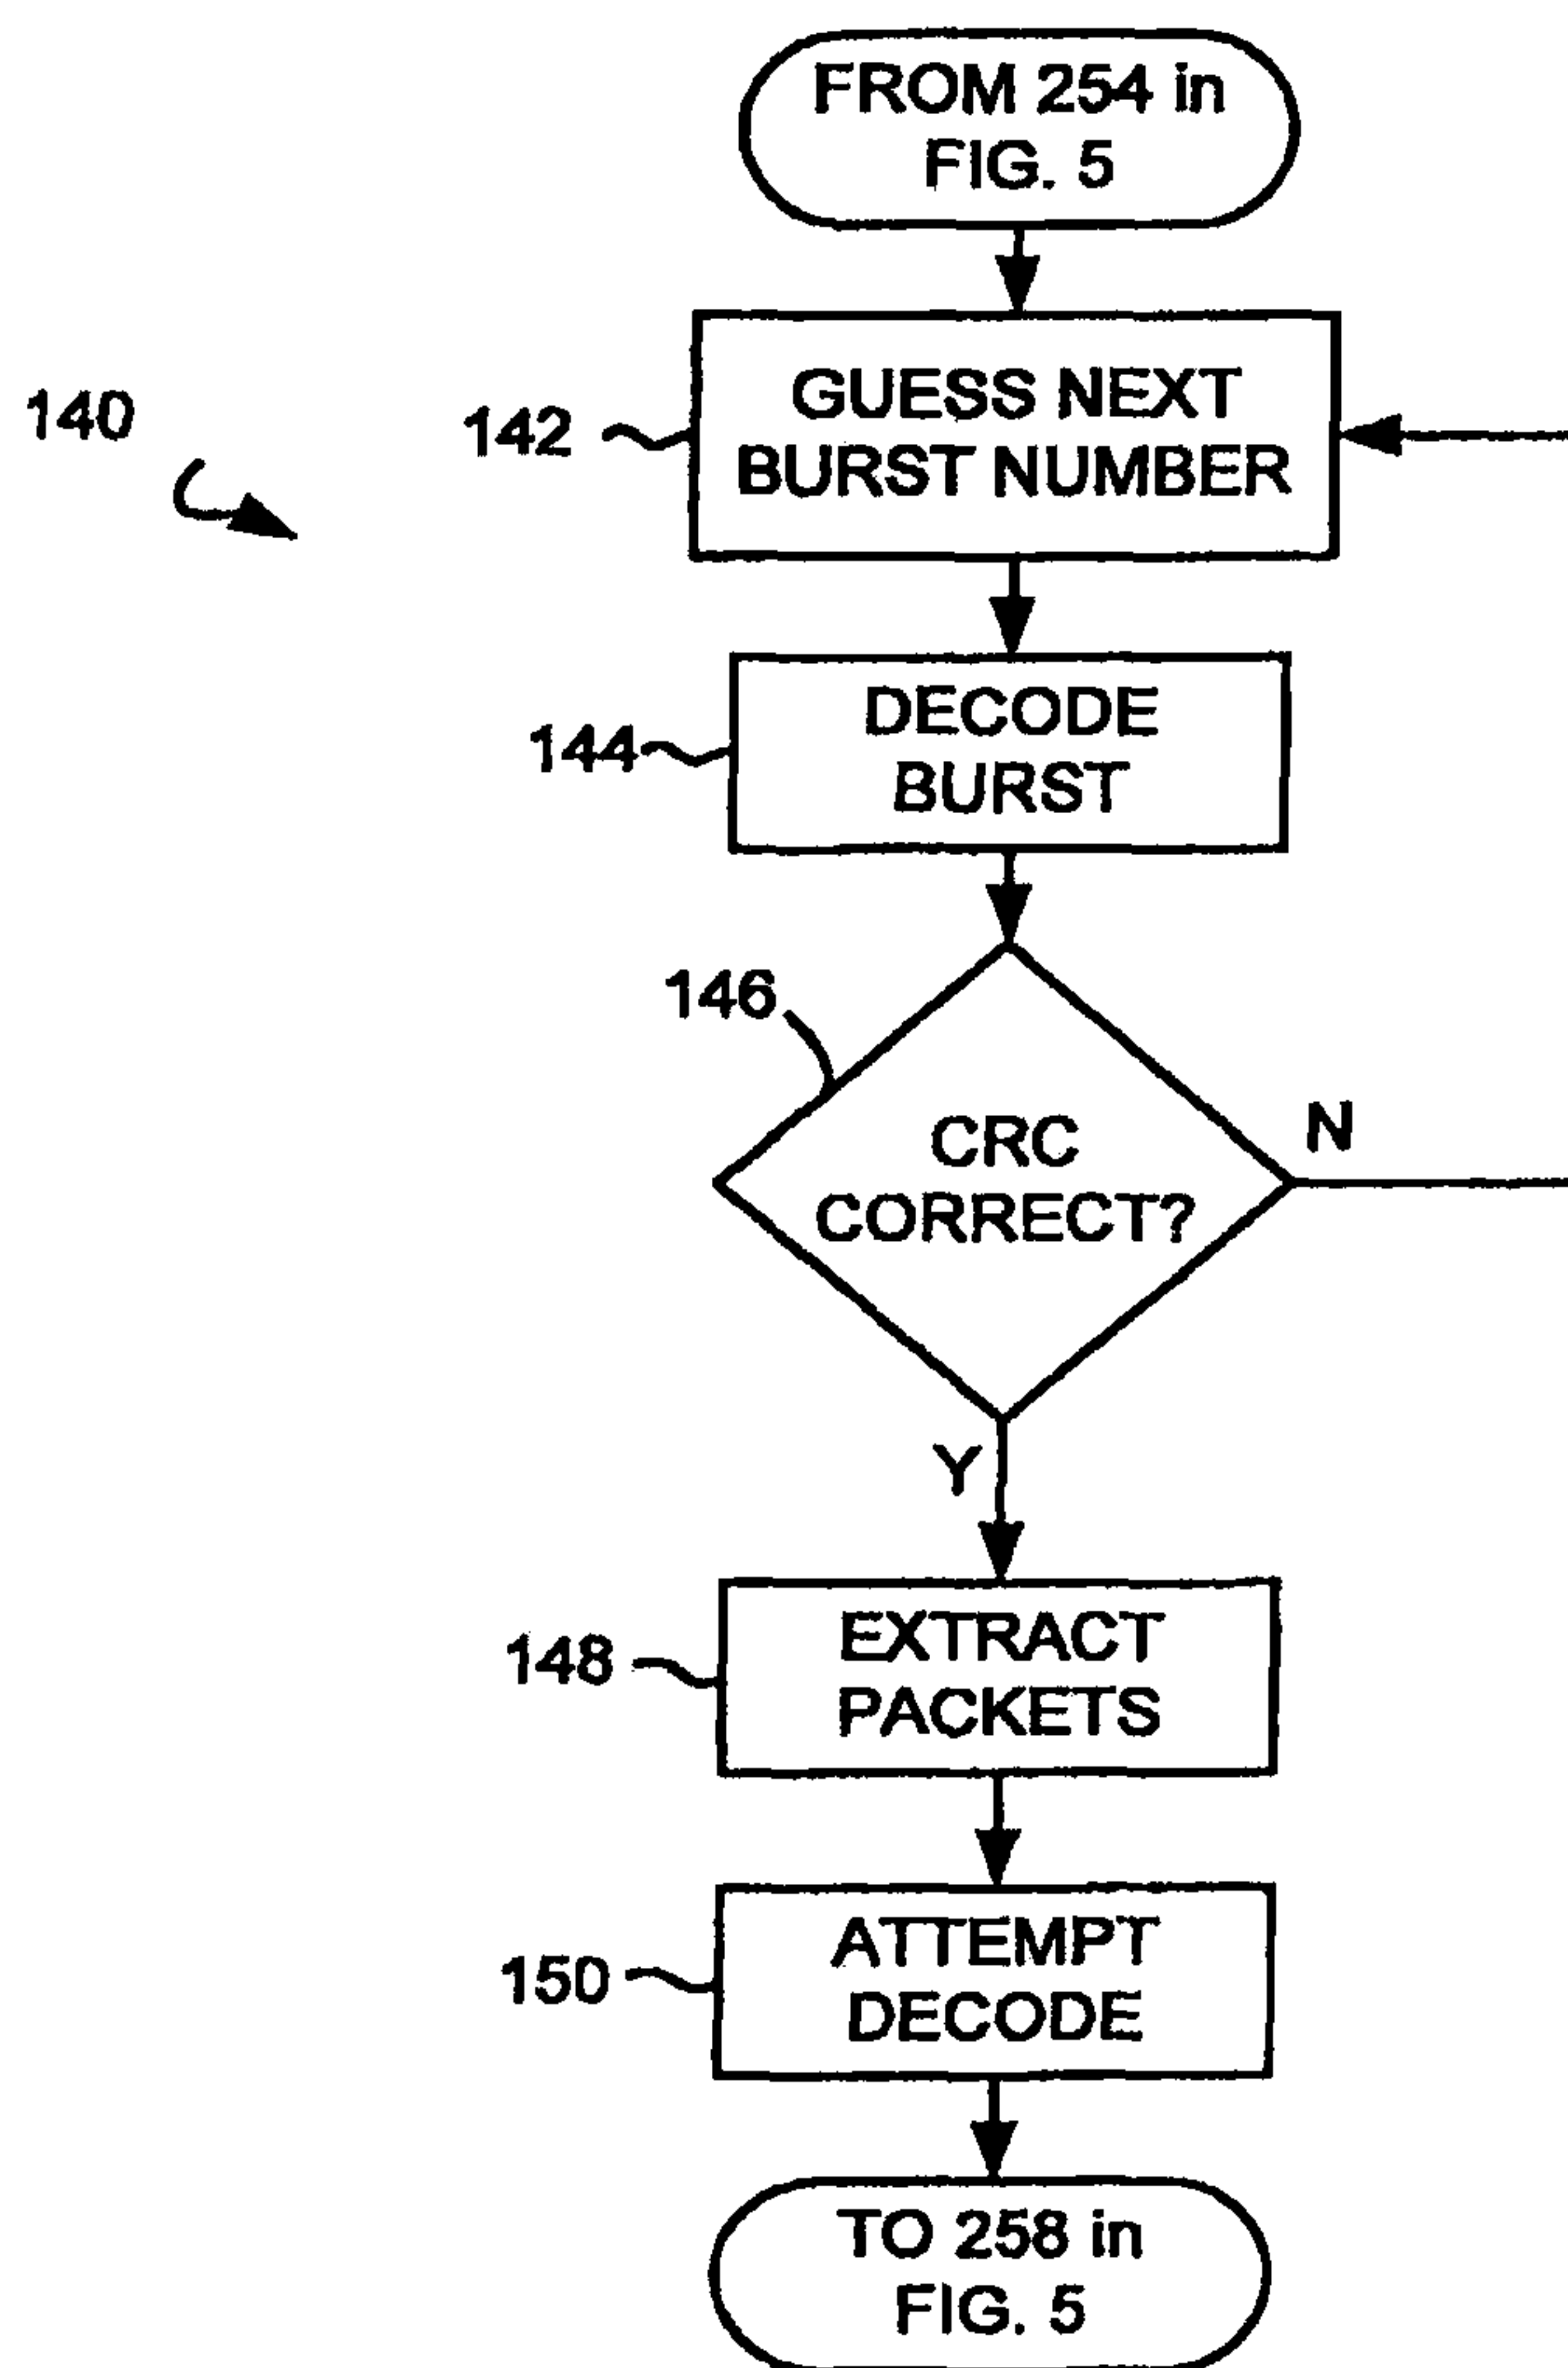 FROM 254 in
FIG. 5
140
142
GUESS NEXT
BURST NUMBER
144
DECODE
BURST
146
CRC
CORRECT?
N
Y
148
EXTRACT
PACKETS
150
ATTEMPT
DECODE
TO 258 in
FIG. 5